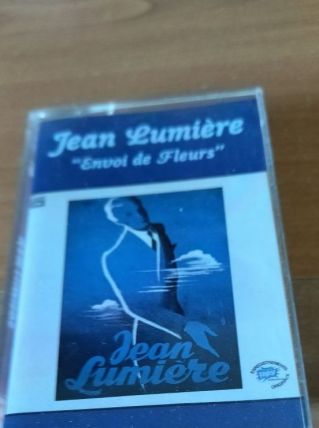 Jean Lumière
"Envoi de Fleurs"
Jean
Lumière